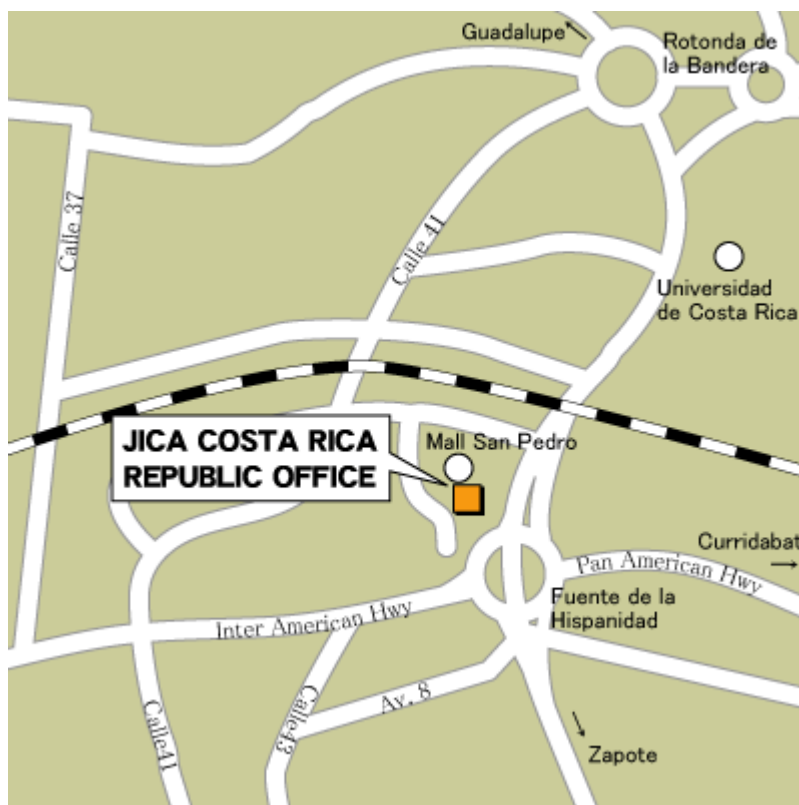 Guadalupe
Rotonda de
la Bandera
Calle 37
Calle 41
Universidad
de Costa Rica
JICA COSTA RICA
REPUBLIC OFFICE
Mall San Pedro
Curridabat
Pan American Hwy
Fuente de la
Hispanidad
Inter American Hwy
Av. 8
Calle41
Calle43
Zapote